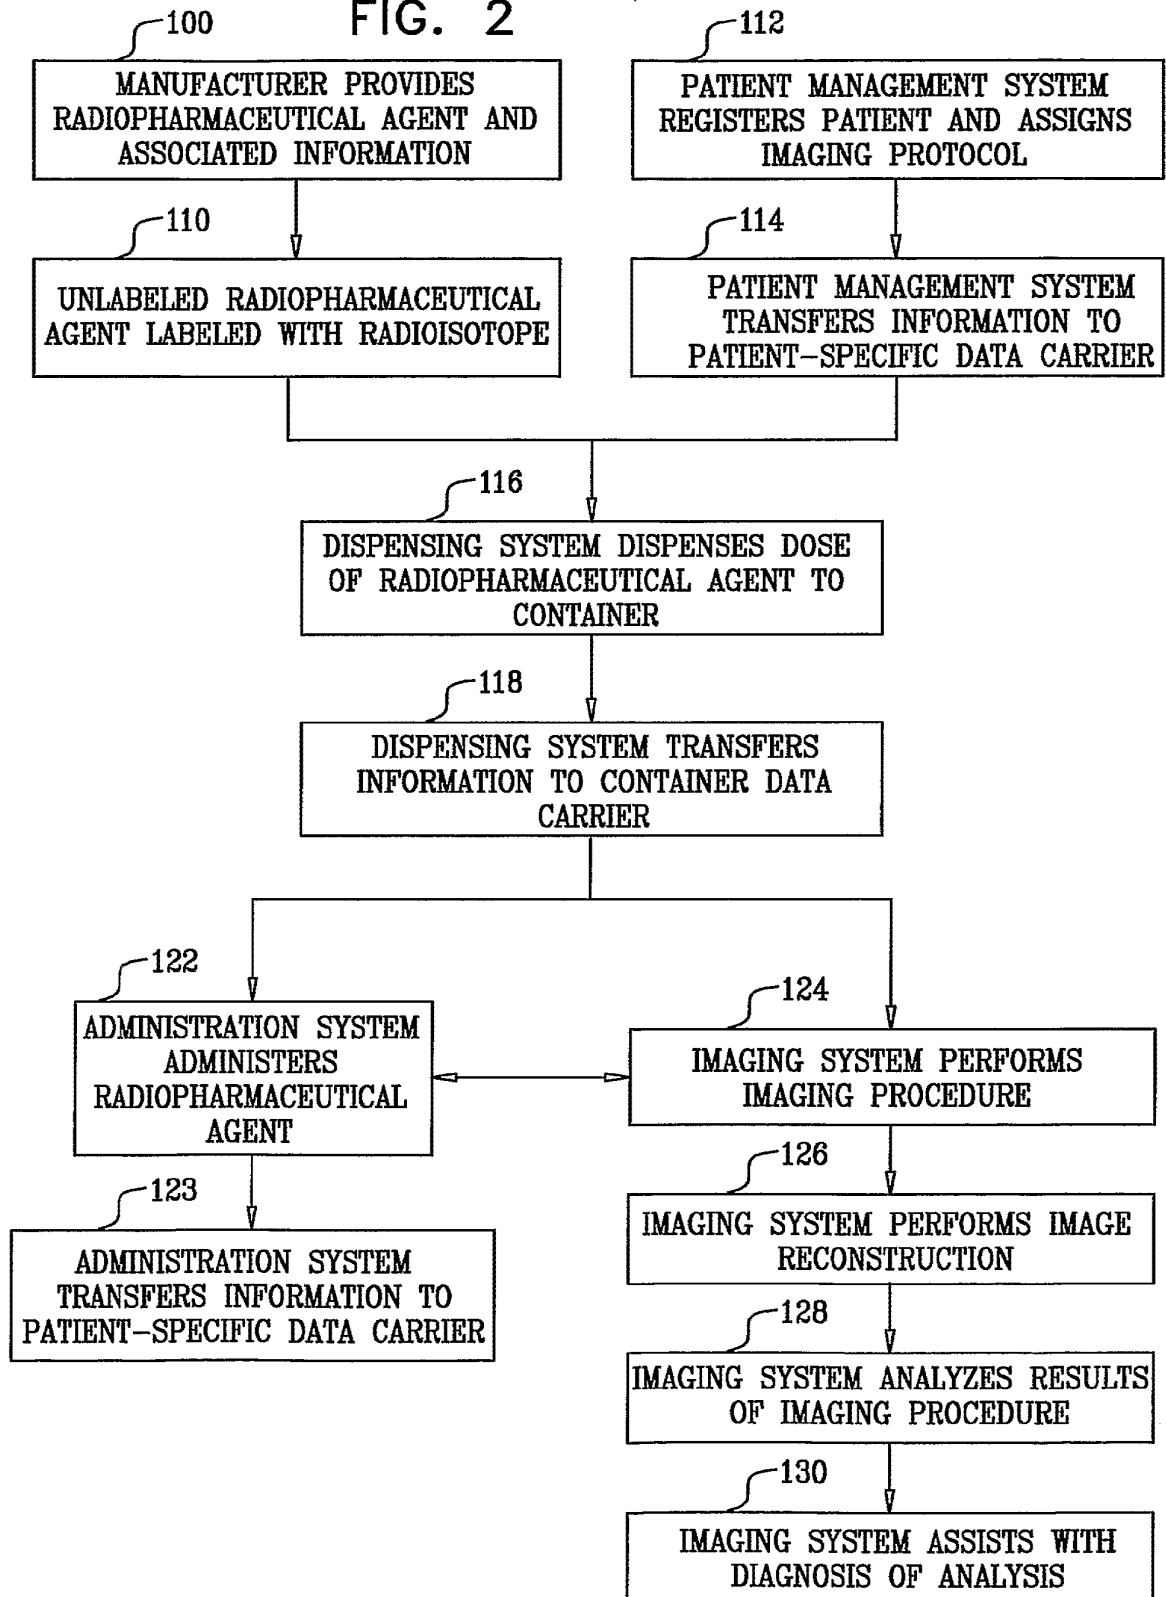 FIG. 2
100
MANUFACTURER PROVIDES
RADIOPHARMACEUTICAL AGENT AND
ASSOCIATED INFORMATION
112
PATIENT MANAGEMENT SYSTEM
REGISTERS PATIENT AND ASSIGNS
IMAGING PROTOCOL
110
UNLABELED RADIOPHARMACEUTICAL
AGENT LABELED WITH RADIOISOTOPE
114
PATIENT MANAGEMENT SYSTEM
TRANSFERS INFORMATION TO
PATIENT-SPECIFIC DATA CARRIER
116
DISPENSING SYSTEM DISPENSES DOSE
OF RADIOPHARMACEUTICAL AGENT TO
CONTAINER
118
DISPENSING SYSTEM TRANSFERS
INFORMATION TO CONTAINER DATA
CARRIER
122
ADMINISTRATION SYSTEM
ADMINISTERS
RADIOPHARMACEUTICAL
AGENT
124
IMAGING SYSTEM PERFORMS
IMAGING PROCEDURE
123
ADMINISTRATION SYSTEM
TRANSFERS INFORMATION TO
PATIENT-SPECIFIC DATA CARRIER
126
IMAGING SYSTEM PERFORMS IMAGE
RECONSTRUCTION
128
IMAGING SYSTEM ANALYZES RESULTS
OF IMAGING PROCEDURE
130
IMAGING SYSTEM ASSISTS WITH
DIAGNOSIS OF ANALYSIS